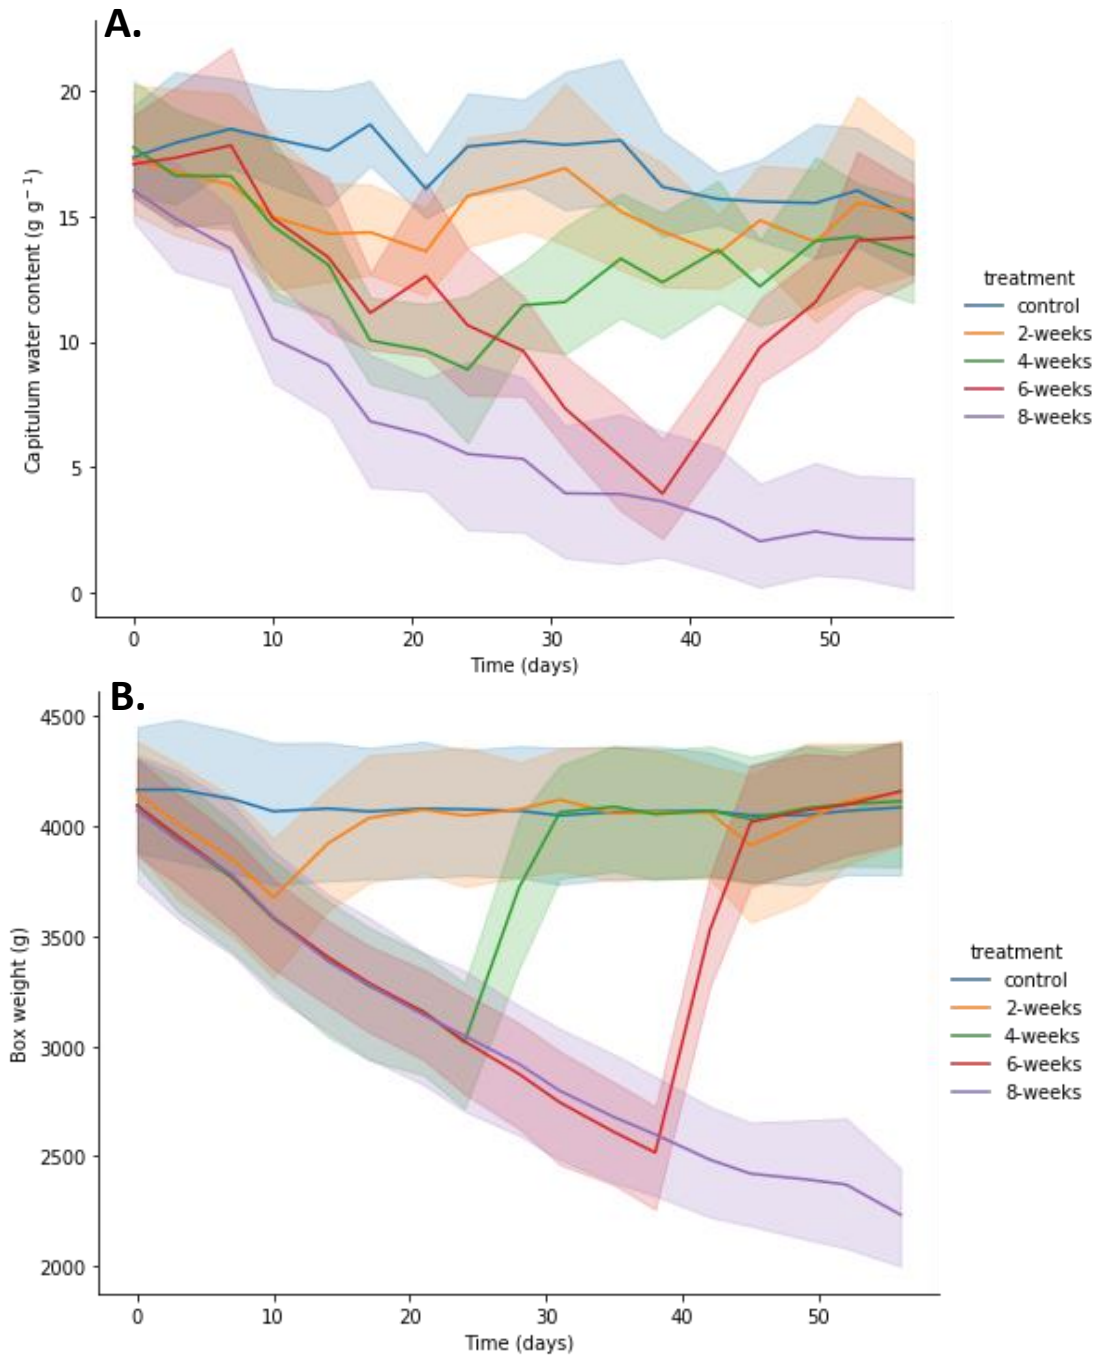 A.
20
15
10
5
0
Capitulum water content (g g⁻¹)
0 10 20 30 40 50
Time (days)
treatment
control
2-weeks
4-weeks
6-weeks
8-weeks
B.
4500
4000
3500
3000
2500
2000
Box weight (g)
0 10 20 30 40 50
Time (days)
treatment
control
2-weeks
4-weeks
6-weeks
8-weeks